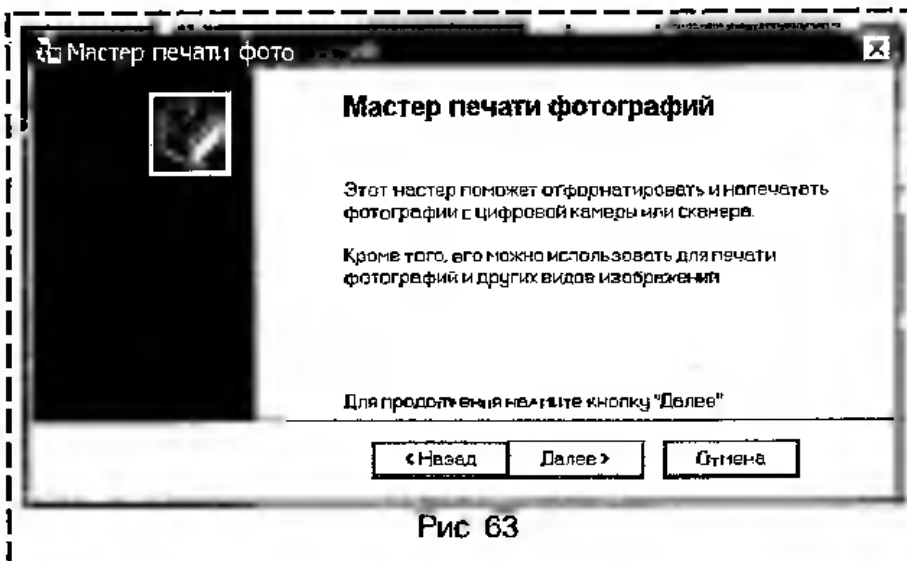 Мастер печати фото
Мастер печати фотографий
Этот мастер поможет отформатировать и напечатать
фотографии с цифровой камеры или сканера.
Кроме того, его можно использовать для печати
фотографий и других видов изображений
Для продолжения нажмите кнопку "Далее"
<Назад
Далее>
Отмена
Рис 63